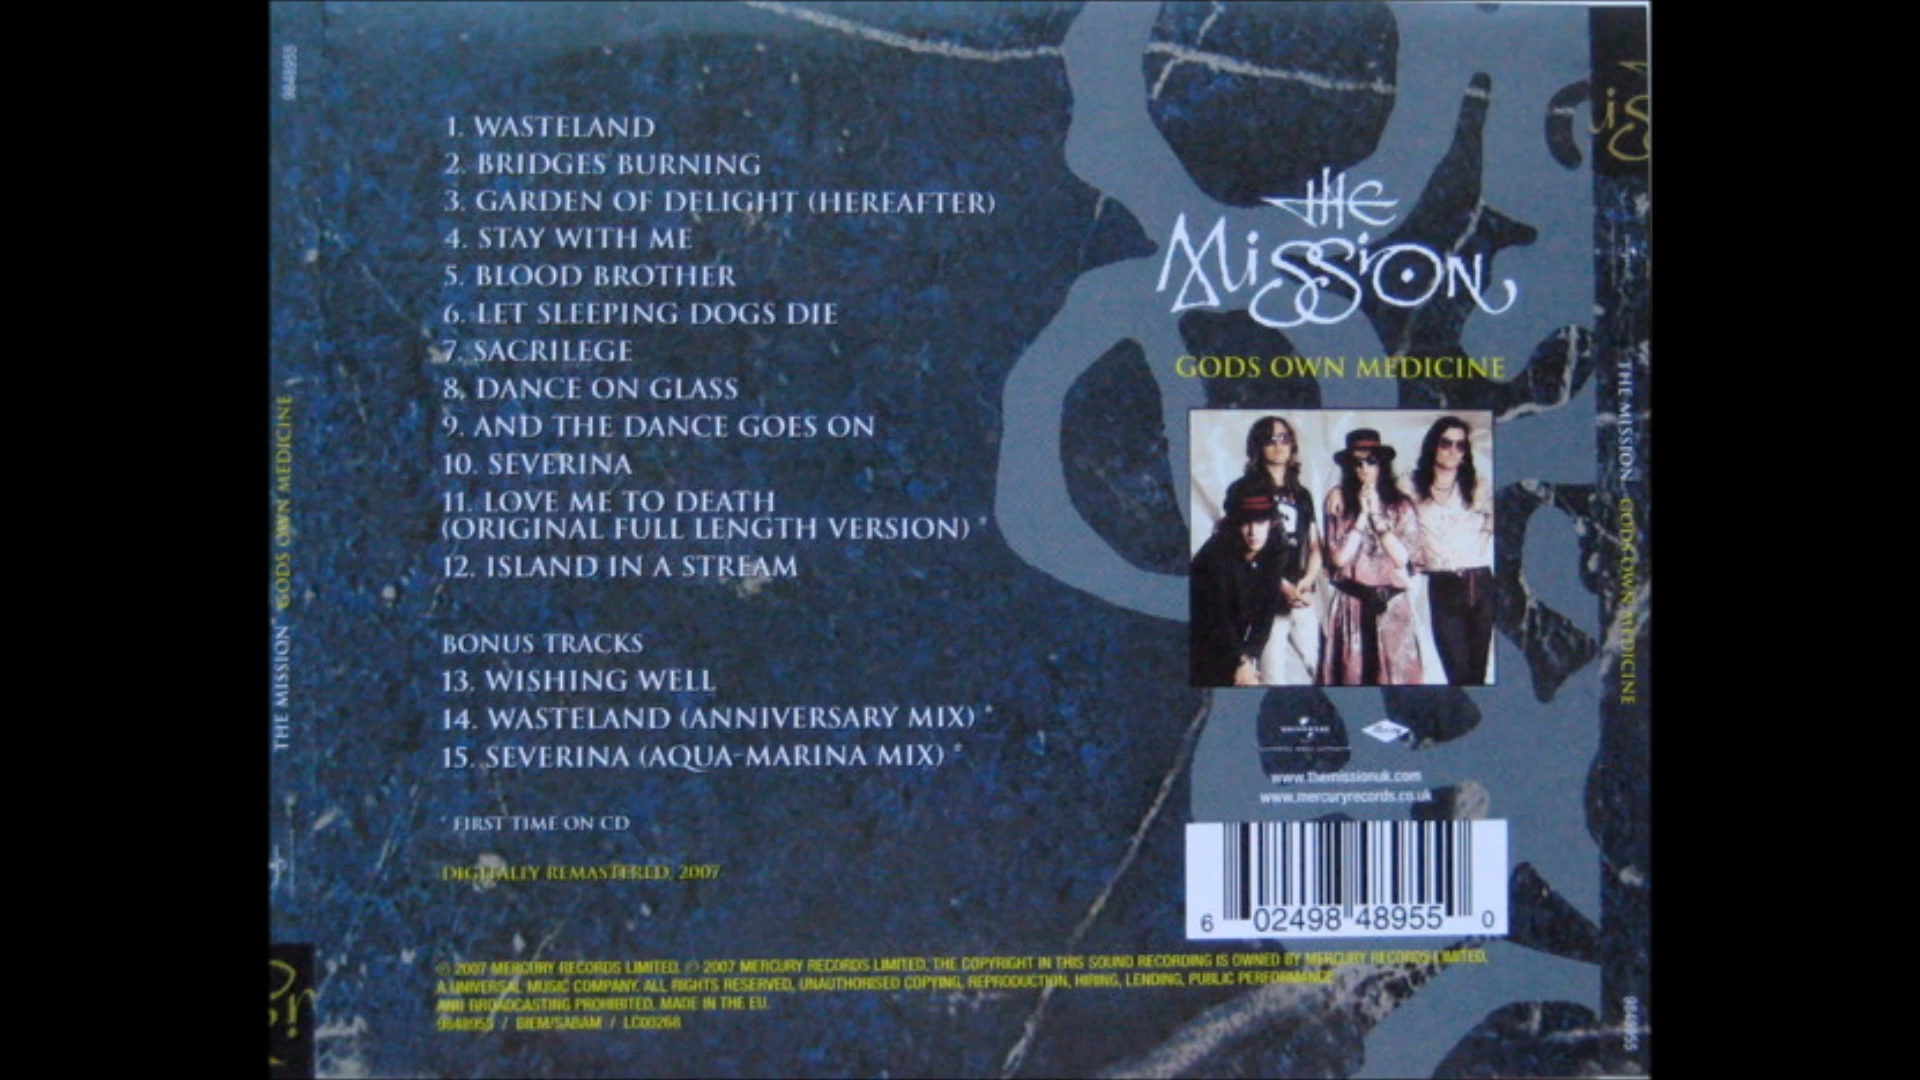 9848955
THE MISSION GODS OWN MEDICINE
1. WASTELAND
2. BRIDGES BURNING
3. GARDEN OF DELIGHT (HEREAFTER)
4. STAY WITH ME
5. BLOOD BROTHER
6. LET SLEEPING DOGS DIE
7. SACRILEGE
8. DANCE ON GLASS
9. AND THE DANCE GOES ON
10. SEVERINA
11. LOVE ME TO DEATH
(ORIGINAL FULL LENGTH VERSION) *
12. ISLAND IN A STREAM
BONUS TRACKS
13. WISHING WELL
14. WASTELAND (ANNIVERSARY MIX) *
15. SEVERINA (AQUA-MARINA MIX) *
* FIRST TIME ON CD
DIGITALLY REMASTERED, 2007
THE
MISSION
GODS OWN MEDICINE
UNIVERSAL
www.themissionuk.com
www.mercuryrecords.co.uk
6 02498 48955 0
℗ 2007 MERCURY RECORDS LIMITED. © 2007 MERCURY RECORDS LIMITED. THE COPYRIGHT IN THIS SOUND RECORDING IS OWNED BY MERCURY RECORDS LIMITED,
A UNIVERSAL MUSIC COMPANY. ALL RIGHTS RESERVED. UNAUTHORISED COPYING, REPRODUCTION, HIRING, LENDING, PUBLIC PERFORMANCE
AND BROADCASTING PROHIBITED. MADE IN THE EU.
9848955 / BIEM/SABAM / LC00268
THE MISSION GODS OWN MEDICINE
9848955